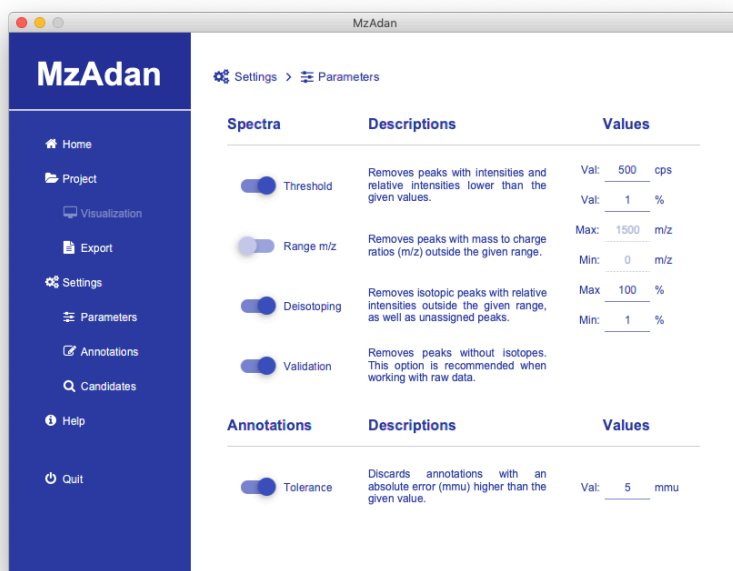 MzAdan
MzAdan
Settings > Parameters
Home
Project
Visualization
Export
Settings
Parameters
Annotations
Candidates
Help
Quit
Spectra Descriptions Values
Threshold
Removes peaks with intensities and
relative intensities lower than the
given values.
Val: 500 cps
Val: 1 %
Range m/z
Removes peaks with mass to charge
ratios (m/z) outside the given range.
Max: 1500 m/z
Min: 0 m/z
Deisotoping
Removes isotopic peaks with relative
intensities outside the given range,
as well as unassigned peaks.
Max 100 %
Min: 1 %
Validation
Removes peaks without isotopes.
This option is recommended when
working with raw data.
Annotations Descriptions Values
Tolerance
Discards annotations with an
absolute error (mmu) higher than the
given value.
Val: 5 mmu